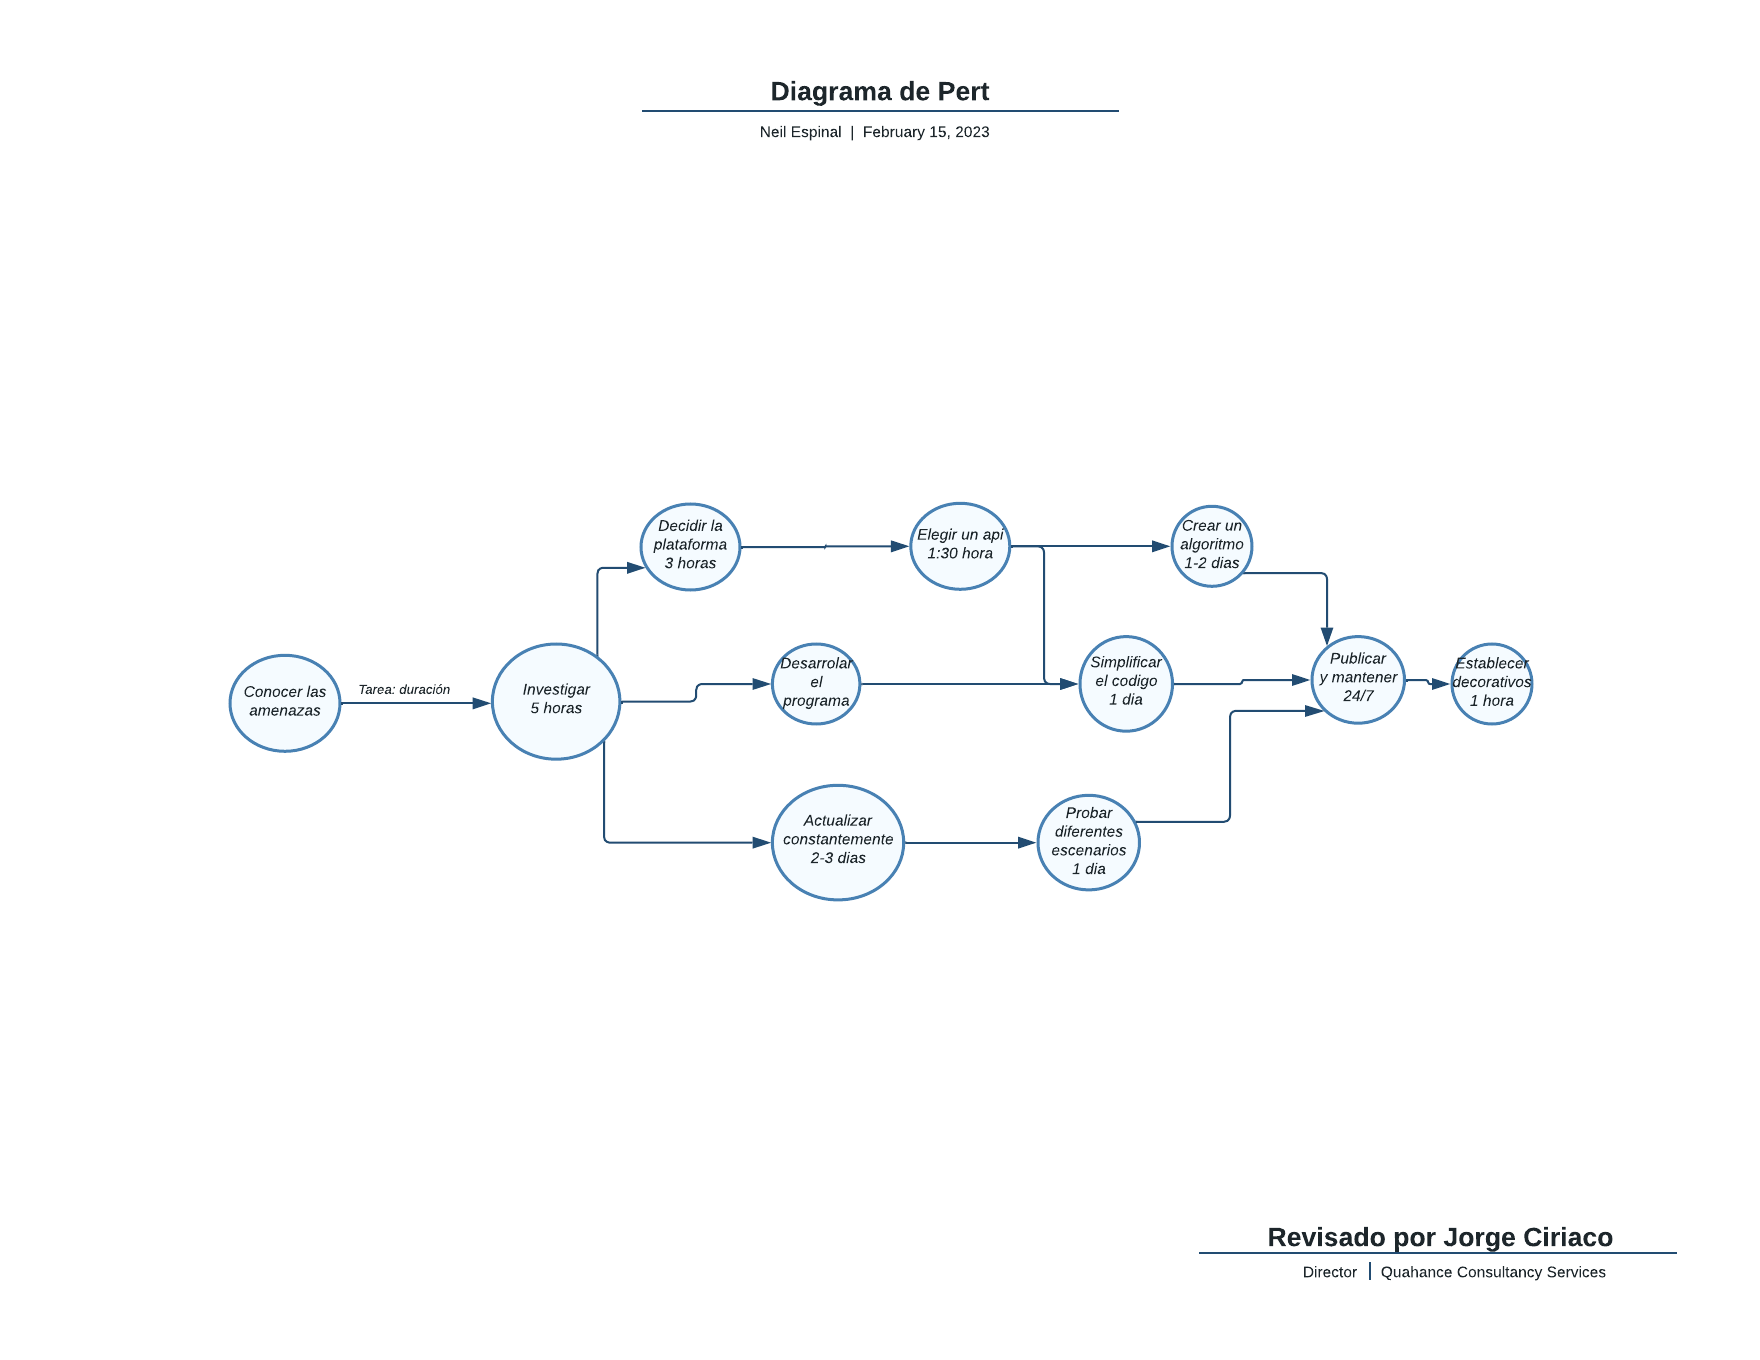 Diagrama de Pert
Neil Espinal | February 15, 2023
Conocer las
amenazas
Tarea: duración
Investigar
5 horas
Decidir la
plataforma
3 horas
Elegir un api
1:30 hora
Crear un
algoritmo
1-2 dias
Desarrolar
el
programa
Simplificar
el codigo
1 dia
Publicar
y mantener
24/7
Establecer
decorativos
1 hora
Actualizar
constantemente
2-3 dias
Probar
diferentes
escenarios
1 dia
Revisado por Jorge Ciriaco
Director | Quahance Consultancy Services